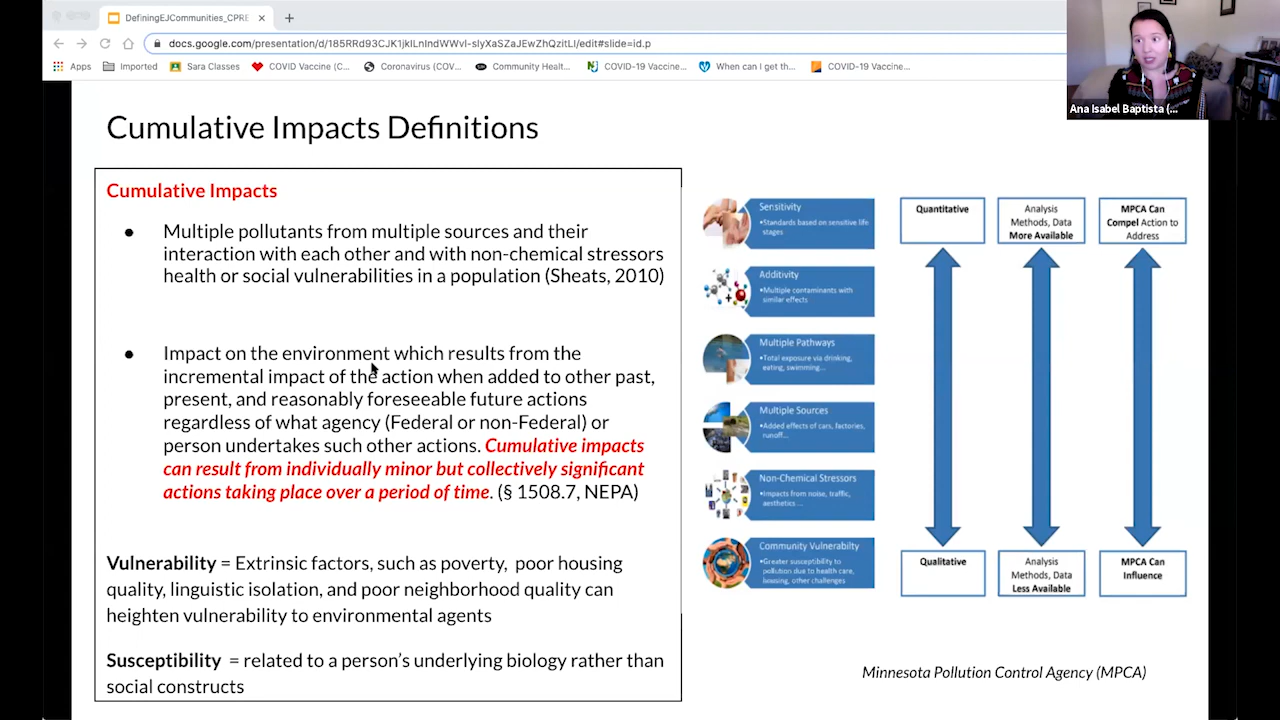 DefiningEJCommunities_CPRE
docs.google.com/presentation/d/185RRd93CJK1jkILnIndWWvI-slyXaSZaJEwZhQzitLI/edit#slide=id.p
Apps
Imported
Sara Classes
COVID Vaccine (C...
Coronavirus (COV...
Community Healt...
COVID-19 Vaccine...
When can I get th...
COVID-19 Vaccine...
Ana Isabel Baptista (...
Cumulative Impacts Definitions
Cumulative Impacts
Multiple pollutants from multiple sources and their
interaction with each other and with non-chemical stressors
health or social vulnerabilities in a population (Sheats, 2010)
Impact on the environment which results from the
incremental impact of the action when added to other past,
present, and reasonably foreseeable future actions
regardless of what agency (Federal or non-Federal) or
person undertakes such other actions. Cumulative impacts
can result from individually minor but collectively significant
actions taking place over a period of time. (§ 1508.7, NEPA)
Vulnerability = Extrinsic factors, such as poverty, poor housing
quality, linguistic isolation, and poor neighborhood quality can
heighten vulnerability to environmental agents
Susceptibility = related to a person's underlying biology rather than
social constructs
Sensitivity
•Standards based on sensitive life
stages
Additivity
•Multiple contaminants with
similar effects
Multiple Pathways
•Total exposure via drinking,
eating, swimming...
Multiple Sources
•Added effects of cars, factories,
runoff...
Non-Chemical Stressors
•Impacts from noise, traffic,
aesthetics ...
Community Vulnerabilty
•Greater susceptibility to
pollution due to health care,
housing, other challenges
Quantitative
Analysis
Methods, Data
More Available
MPCA Can
Compel Action to
Address
Qualitative
Analysis
Methods, Data
Less Available
MPCA Can
Influence
Minnesota Pollution Control Agency (MPCA)